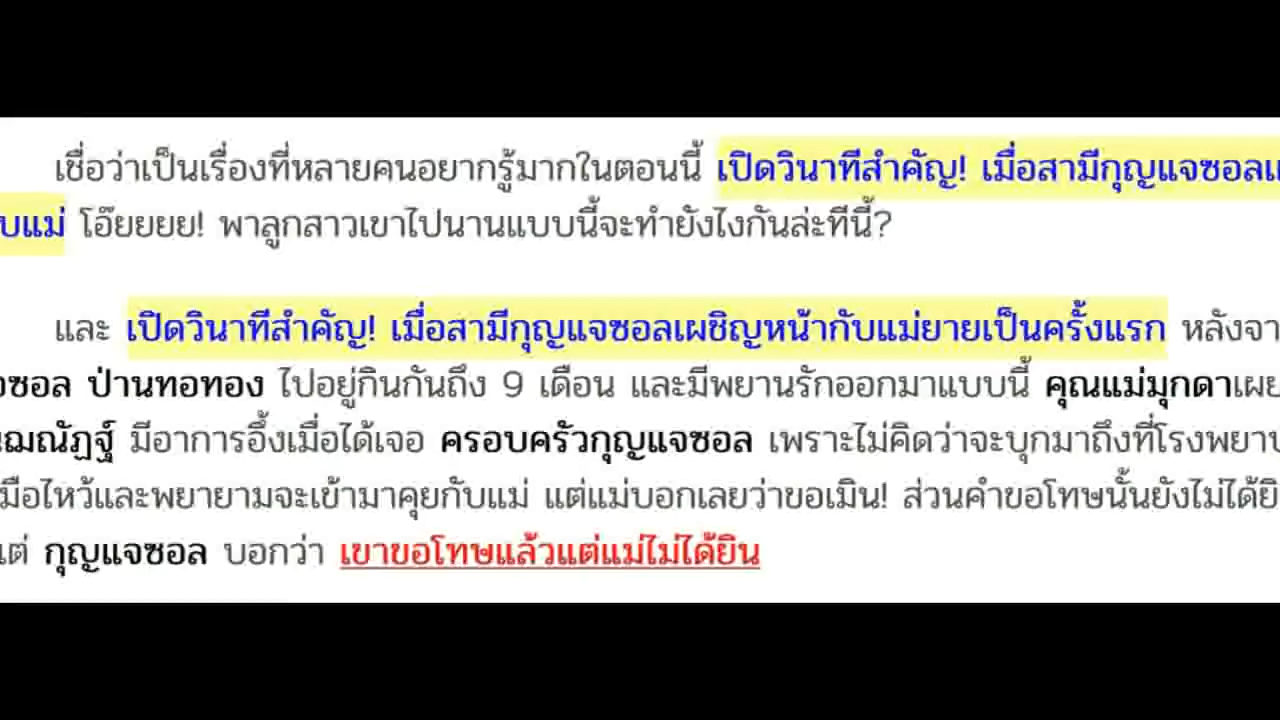 เชื่อว่าเป็นเรื่องที่หลายคนอยากรู้มากในตอนนี้ เปิดวินาทีสำคัญ! เมื่อสามีกุญแจซอลเ
บแม่ โอ๊ยยยย! พาลูกสาวเขาไปนานแบบนี้จะทำยังไงกันล่ะทีนี้?
และ เปิดวินาทีสำคัญ! เมื่อสามีกุญแจซอลเผชิญหน้ากับแม่ยายเป็นครั้งแรก หลังจา
จซอล ป่านทอทอง ไปอยู่กินกันถึง 9 เดือน และมีพยานรักออกมาแบบนี้ คุณแม่มุกดาเผย
ฌณัฏฐ์ มีอาการอึ้งเมื่อได้เจอ ครอบครัวกุญแจซอล เพราะไม่คิดว่าจะบุกมาถึงที่โรงพยาบ
มือไหว้และพยายามจะเข้ามาคุยกับแม่ แต่แม่บอกเลยว่าขอเมิน! ส่วนคำขอโทษนั้นยังไม่ได้ยิ
แต่ กุญแจซอล บอกว่า เขาขอโทษแล้วแต่แม่ไม่ได้ยิน